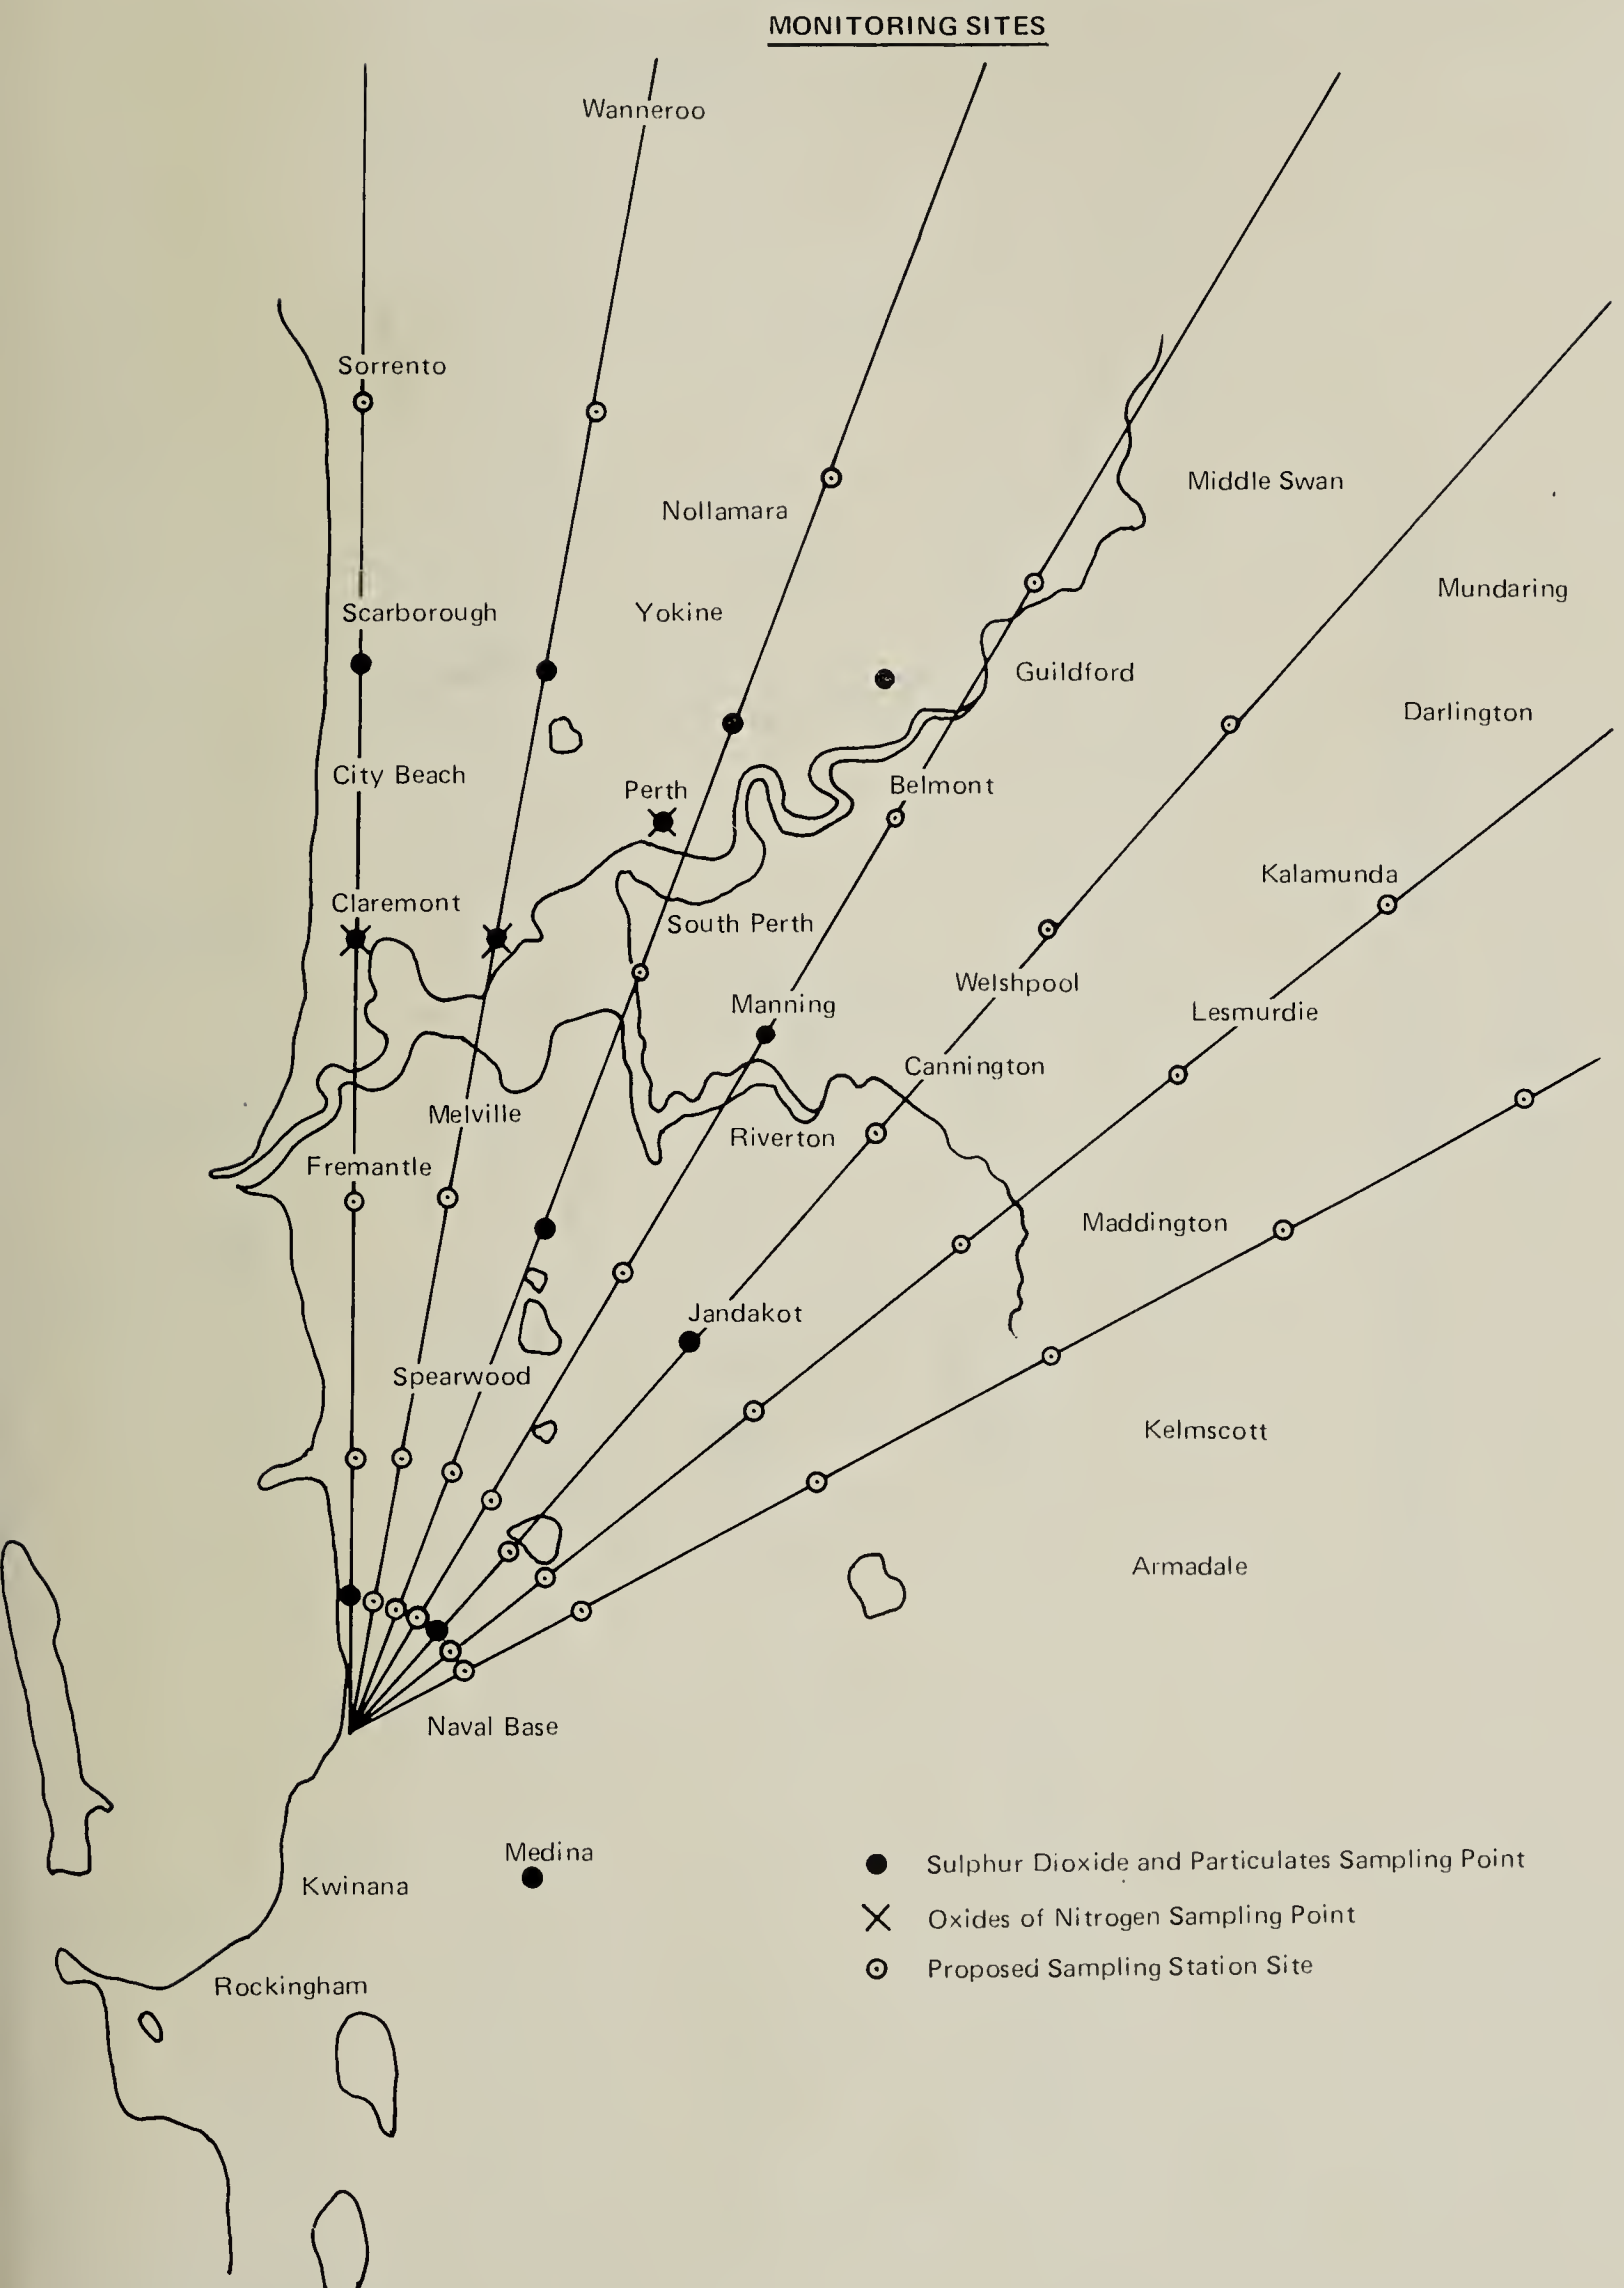 MONITORING SITES
Wanneroo
Sorrento
Middle Swan
Nollamara
Mundaring
Scarborough
Yokine
Guildford
Darlington
City Beach
Perth
Belmont
Kalamunda
Claremont
South Perth
Welshpool
Manning
Lesmurdie
Cannington
Melville
Riverton
Fremantle
Maddington
Jandakot
Spearwood
Kelmscott
Armadale
Naval Base
Medina
Kwinana
Rockingham
Sulphur Dioxide and Particulates Sampling Point
Oxides of Nitrogen Sampling Point
Proposed Sampling Station Site